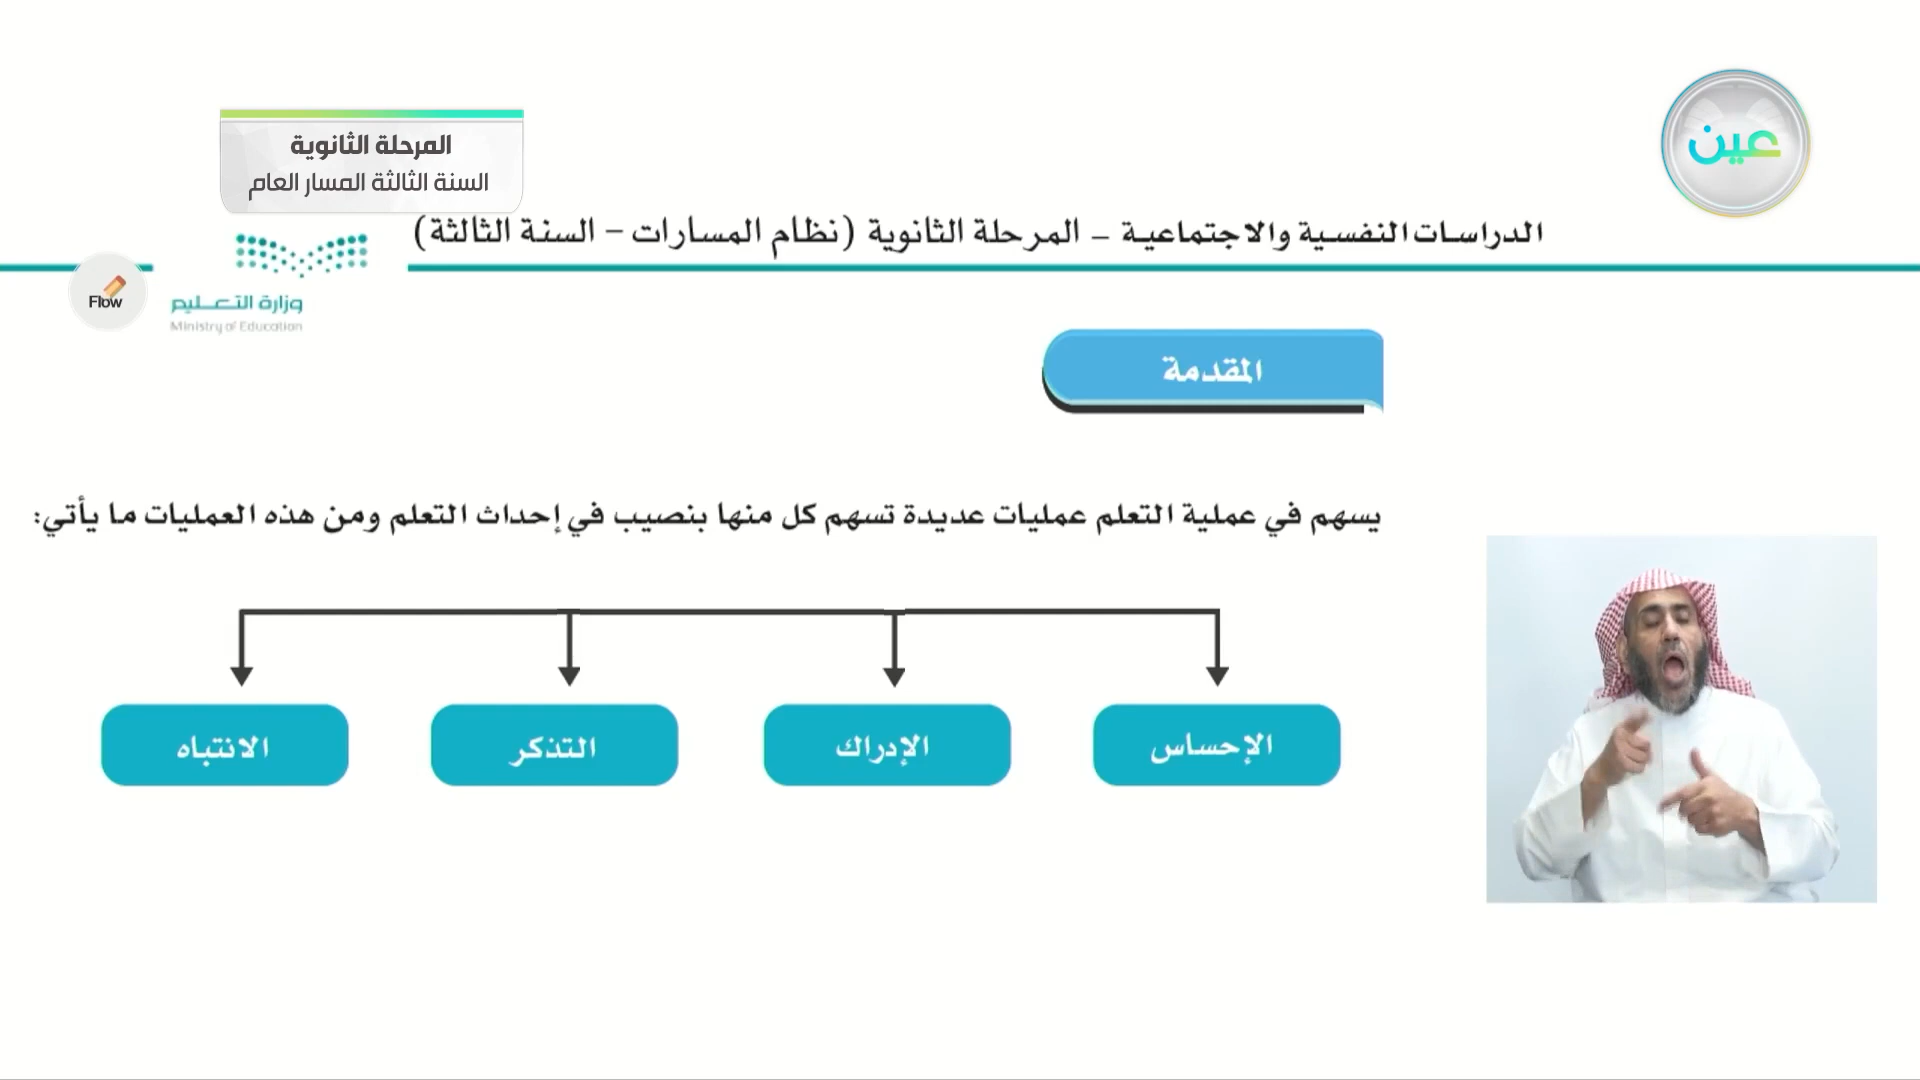 عين
المرحلة الثانوية
السنة الثالثة المسار العام
الدراسات النفسية والاجتماعية – المرحلة الثانوية (نظام المسارات – السنة الثالثة)
Flow
وزارة التعليم
Ministry of Education
المقدمة
يسهم في عملية التعلم عمليات عديدة تسهم كل منها بنصيب في إحداث التعلم ومن هذه العمليات ما يأتي:
الإحساس
الإدراك
التذكر
الانتباه